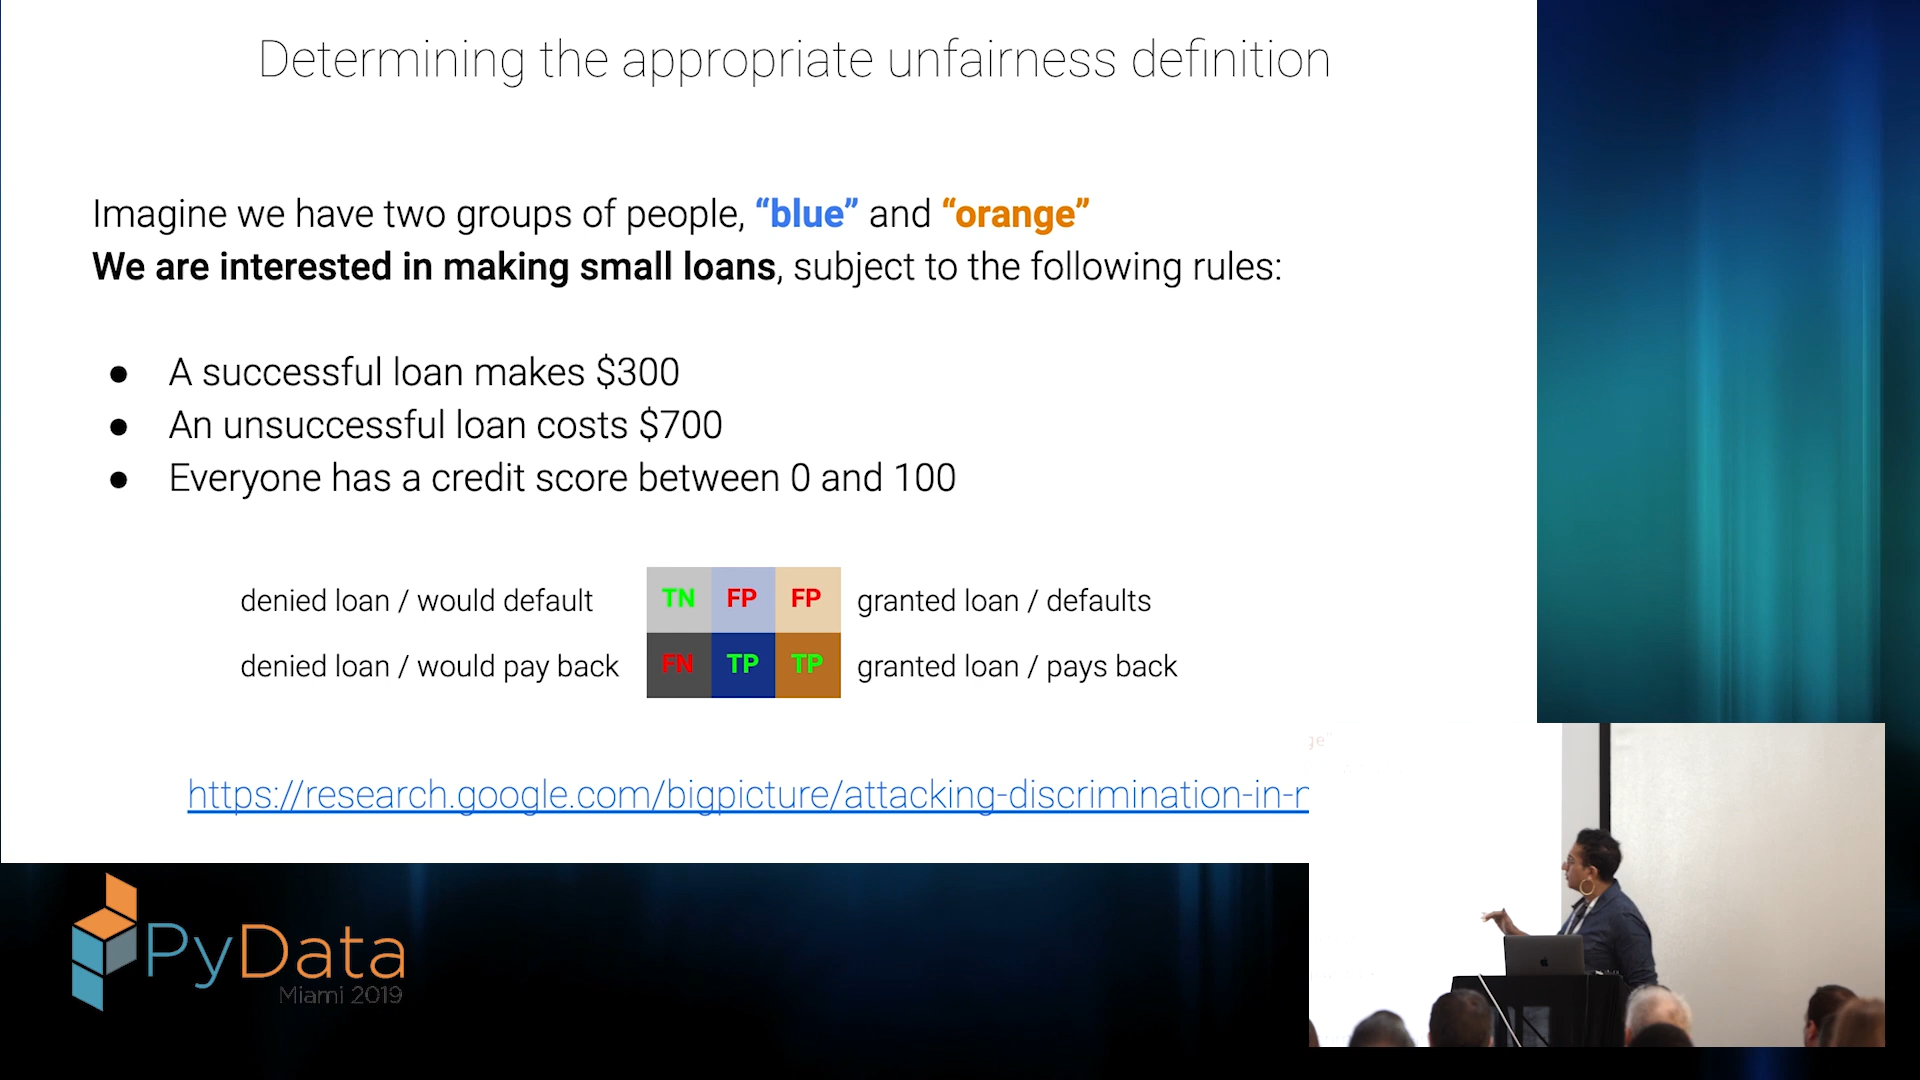 Determining the appropriate unfairness definition
Imagine we have two groups of people, “blue” and “orange”
We are interested in making small loans, subject to the following rules:
● A successful loan makes $300
● An unsuccessful loan costs $700
● Everyone has a credit score between 0 and 100
denied loan / would default TN FP FP granted loan / defaults
denied loan / would pay back FN TP TP granted loan / pays back
https://research.google.com/bigpicture/attacking-discrimination-in-
PyData
Miami 2019